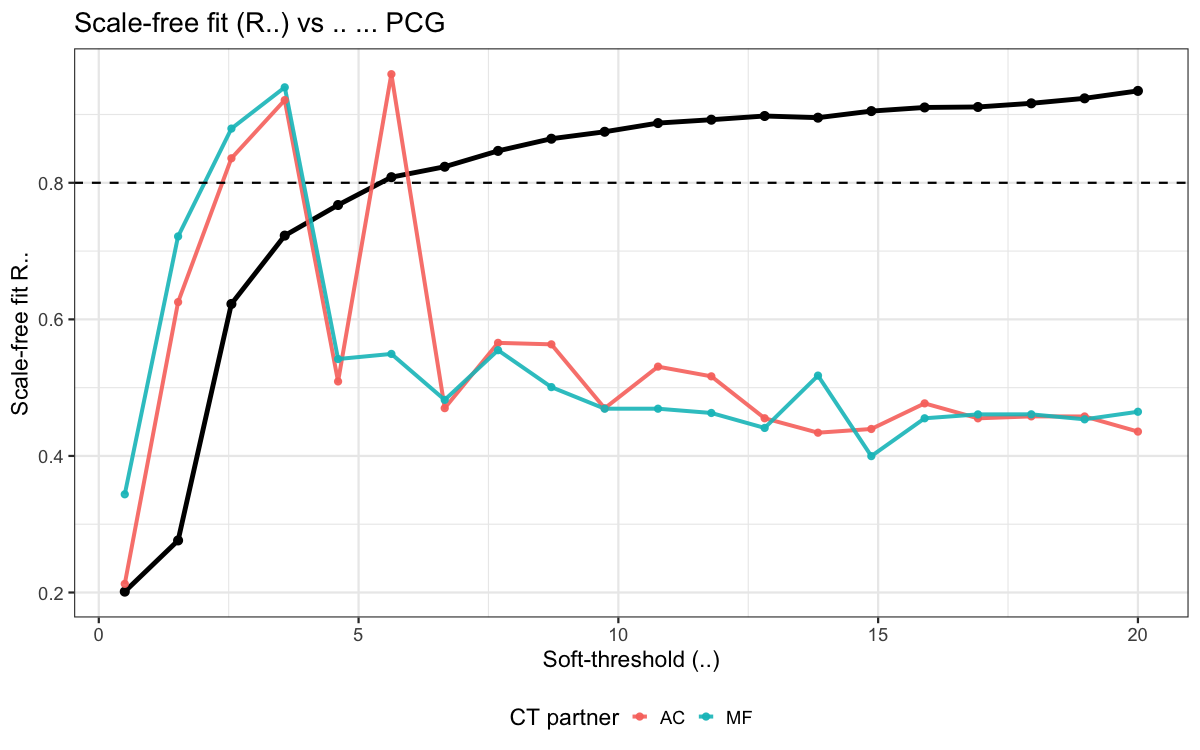 Scale-free fit (R..) vs .. ... PCG
Scale-free fit R..
0.8
0.6
0.4
0.2
0 5 10 15 20
Soft-threshold (..)
CT partner AC MF